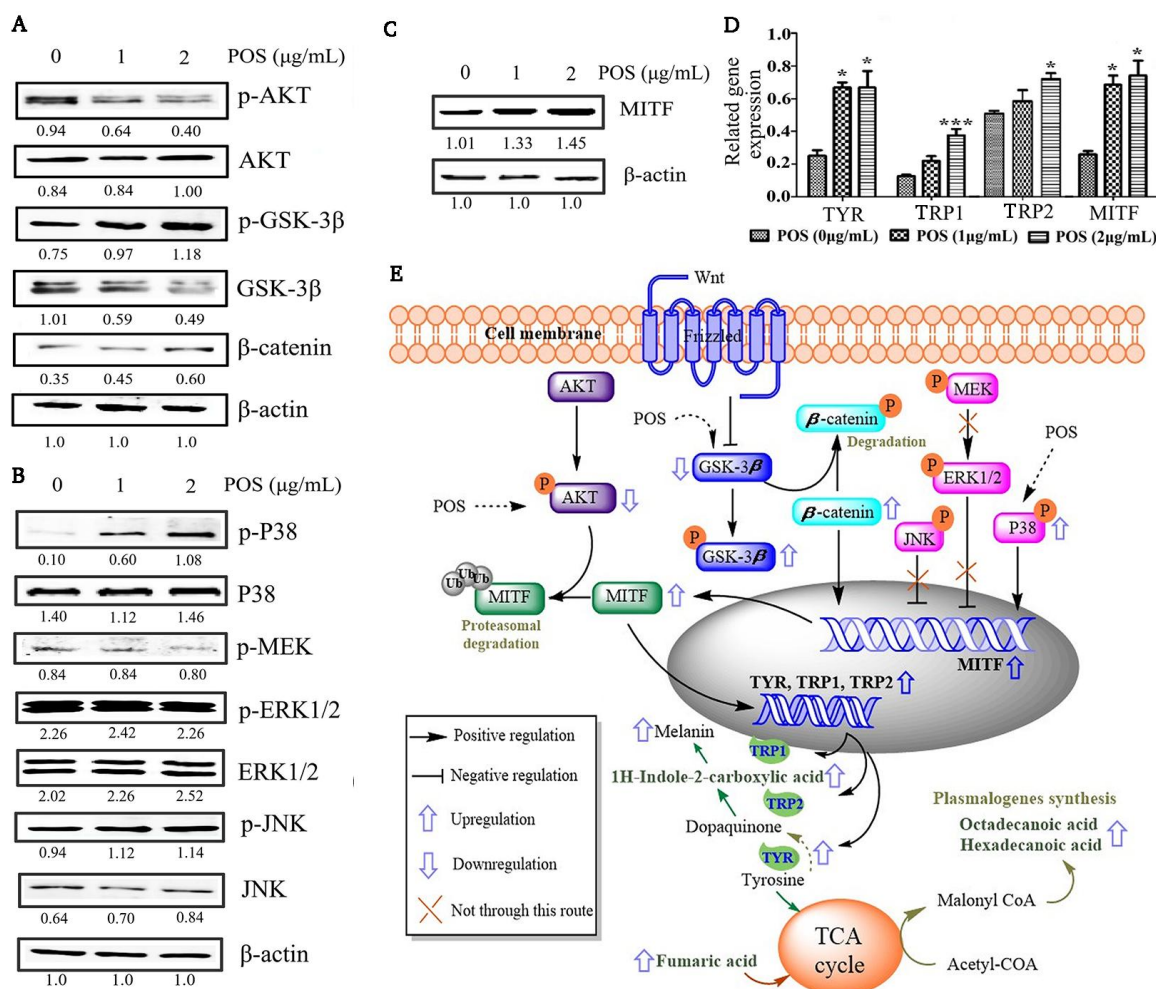 A
0 1 2 POS (μg/mL)
p-AKT
0.94 0.64 0.40
AKT
0.84 0.84 1.00
p-GSK-3β
0.75 0.97 1.18
GSK-3β
1.01 0.59 0.49
β-catenin
0.35 0.45 0.60
β-actin
1.0 1.0 1.0
B
0 1 2 POS (μg/mL)
p-P38
0.10 0.60 1.08
P38
1.40 1.12 1.46
p-MEK
0.84 0.84 0.80
p-ERK1/2
2.26 2.42 2.26
ERK1/2
2.02 2.26 2.52
p-JNK
0.94 1.12 1.14
JNK
0.64 0.70 0.84
β-actin
1.0 1.0 1.0
C
0 1 2 POS (μg/mL)
MITF
1.01 1.33 1.45
β-actin
1.0 1.0 1.0
D
Related gene
expression
1.0
0.8
0.6
0.4
0.2
0.0
* *
***
*
* *
TYR TRP1 TRP2 MITF
POS (0μg/mL) POS (1μg/mL) POS (2μg/mL)
E
Wnt
Cell membrane
Frizzled
AKT
POS
P
β-catenin
Degradation
P
MEK
POS
GSK-3β
P
ERK1/2
POS
P
AKT
β-catenin
P
JNK
P
P38
P
GSK-3β
Ub Ub Ub
MITF
MITF
Proteasomal
degradation
MITF
TYR, TRP1, TRP2
Positive regulation
Negative regulation
Upregulation
Downregulation
Not through this route
Melanin
TRP1
1H-Indole-2-carboxylic acid
TRP2
Dopaquinone
TYR
Tyrosine
TCA
cycle
Fumaric acid
Plasmalogenes synthesis
Octadecanoic acid
Hexadecanoic acid
Malonyl CoA
Acetyl-COA